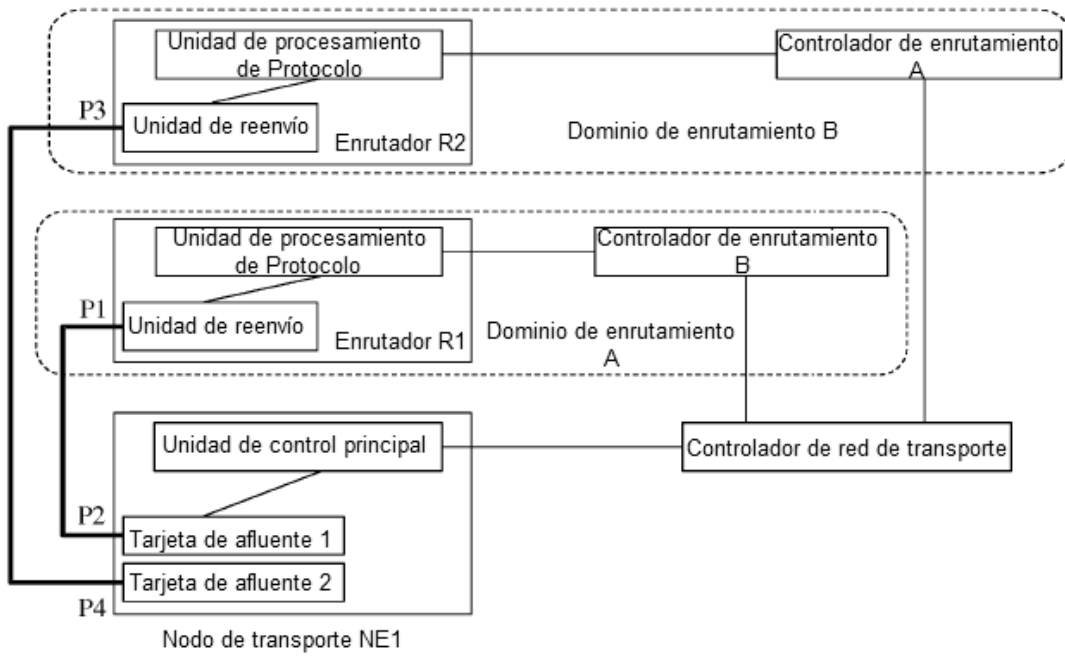 Unidad de procesamiento
de Protocolo
Controlador de enrutamiento
A
P3
Unidad de reenvío
Enrutador R2
Dominio de enrutamiento B
Unidad de procesamiento
de Protocolo
Controlador de enrutamiento
B
P1
Unidad de reenvío
Enrutador R1
Dominio de enrutamiento
A
Unidad de control principal
Controlador de red de transporte
P2
Tarjeta de afluente 1
Tarjeta de afluente 2
P4
Nodo de transporte NE1